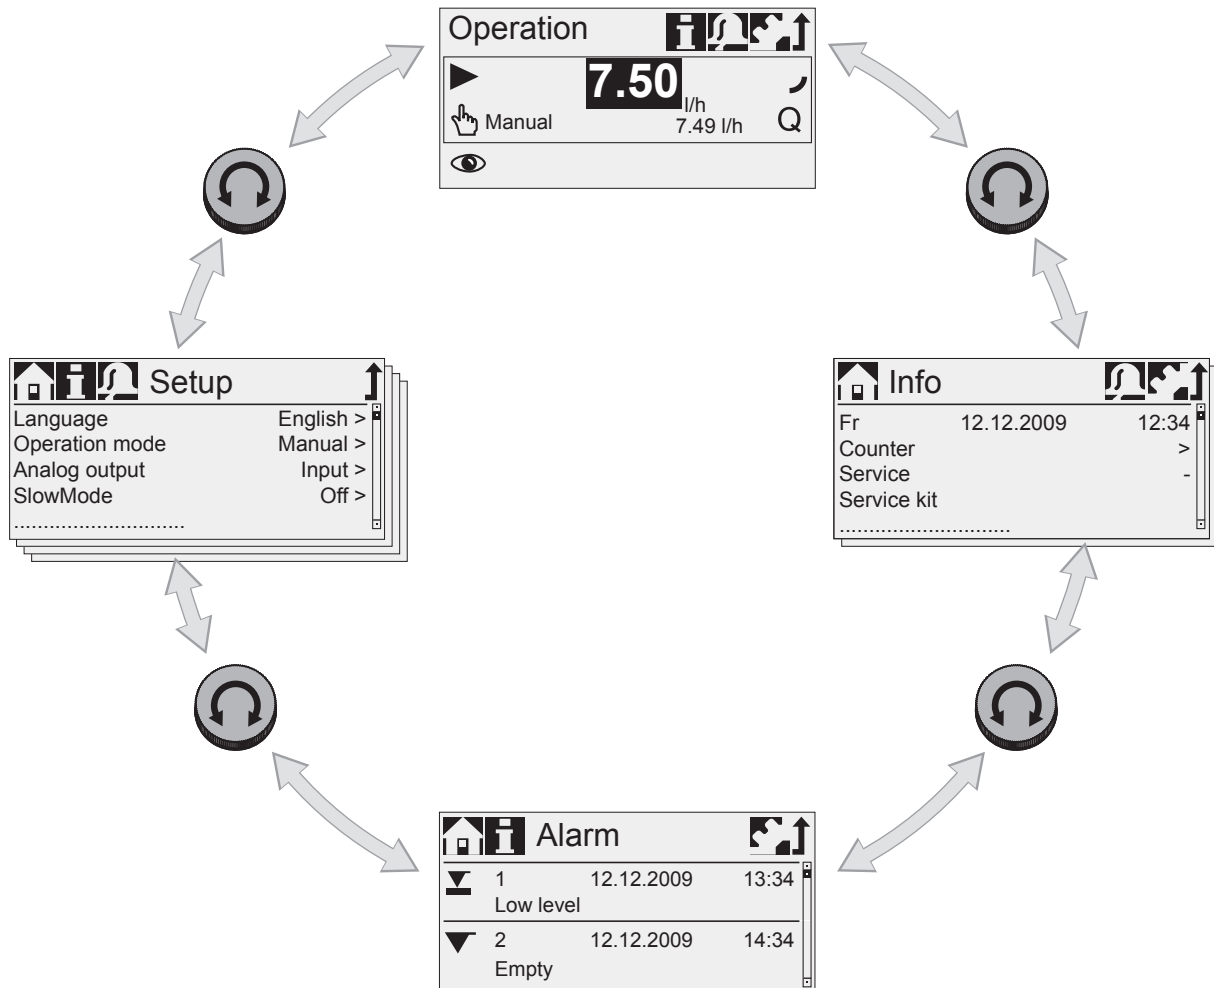 Operation
7.50 l/h
Manual 7.49 l/h Q
Setup
Language English >
Operation mode Manual >
Analog output Input >
SlowMode Off >
.............................
Info
Fr 12.12.2009 12:34
Counter >
Service -
Service kit
.............................
Alarm
1 12.12.2009 13:34
Low level
2 12.12.2009 14:34
Empty